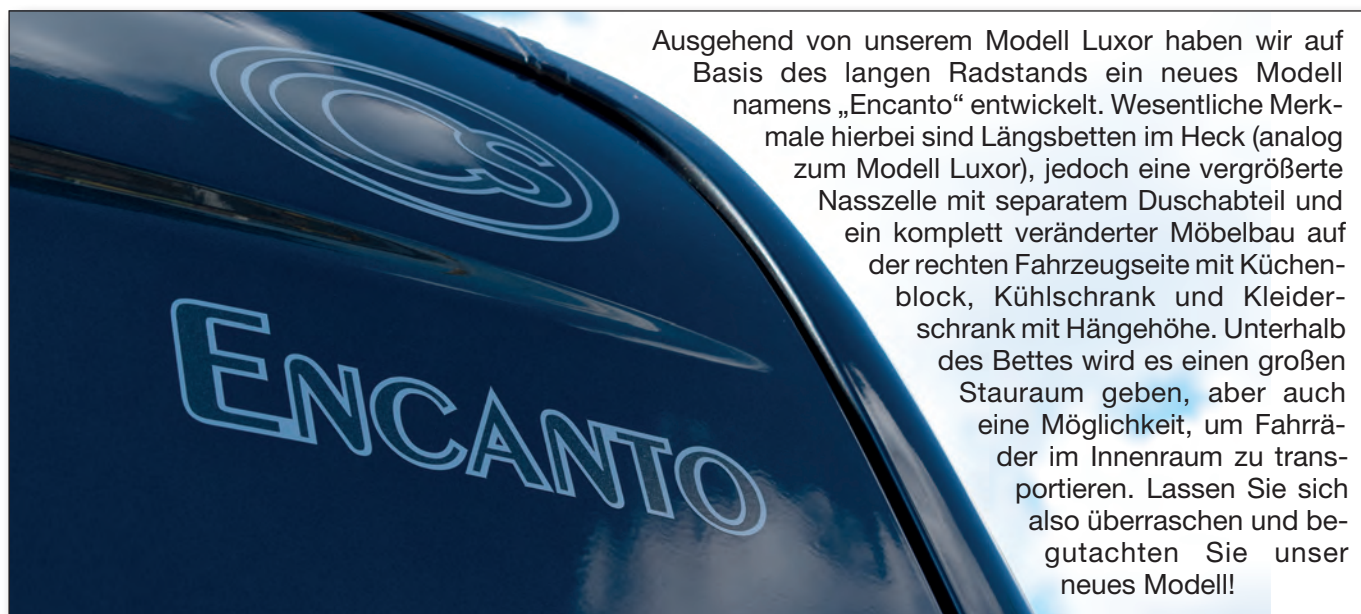 CS
ENCANTO
Ausgehend von unserem Modell Luxor haben wir auf
Basis des langen Radstands ein neues Modell
namens „Encanto“ entwickelt. Wesentliche Merk-
male hierbei sind Längsbetten im Heck (analog
zum Modell Luxor), jedoch eine vergrößerte
Nasszelle mit separatem Duschabteil und
ein komplett veränderter Möbelbau auf
der rechten Fahrzeugseite mit Küchen-
block, Kühlschrank und Kleider-
schrank mit Hängehöhe. Unterhalb
des Bettes wird es einen großen
Stauraum geben, aber auch
eine Möglichkeit, um Fahrrä-
der im Innenraum zu trans-
portieren. Lassen Sie sich
also überraschen und be-
gutachten Sie unser
neues Modell!